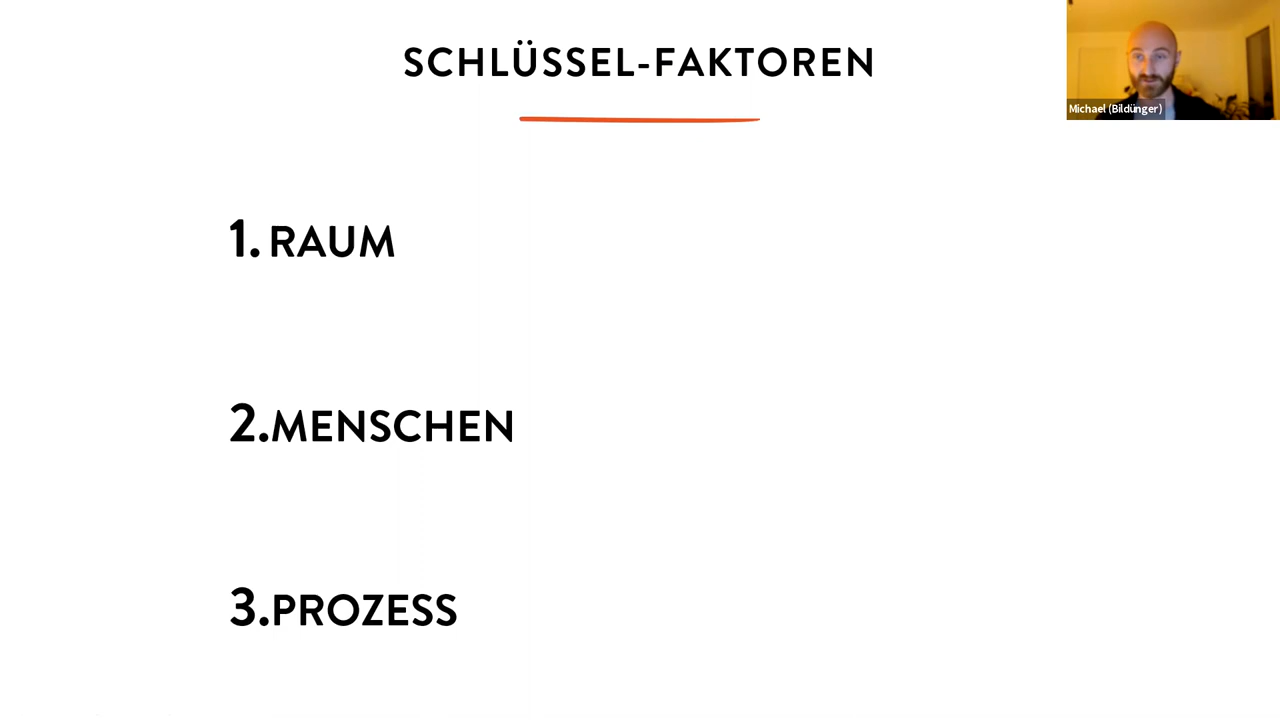 SCHLÜSSEL-FAKTOREN
Michael (Bildünger)
1. RAUM
2.MENSCHEN
3.PROZESS